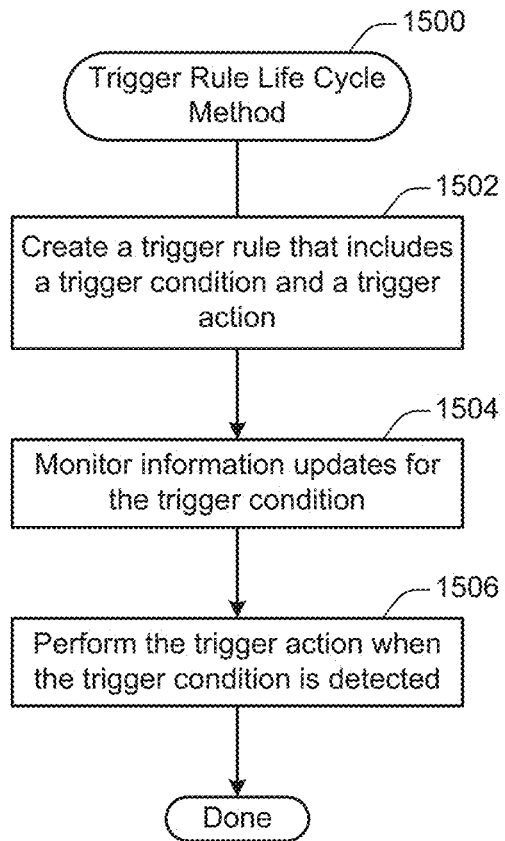 1500
Trigger Rule Life Cycle
Method
1502
Create a trigger rule that includes
a trigger condition and a trigger
action
1504
Monitor information updates for
the trigger condition
1506
Perform the trigger action when
the trigger condition is detected
Done